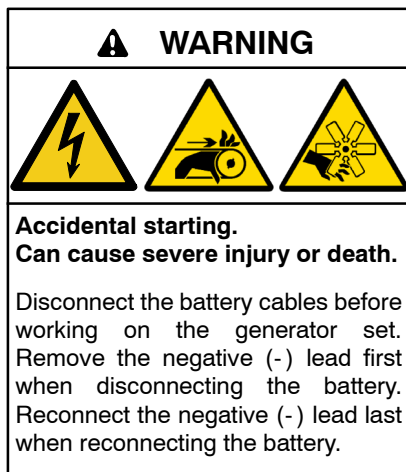 WARNING
Accidental starting.
Can cause severe injury or death.
Disconnect the battery cables before
working on the generator set.
Remove the negative (-) lead first
when disconnecting the battery.
Reconnect the negative (-) lead last
when reconnecting the battery.